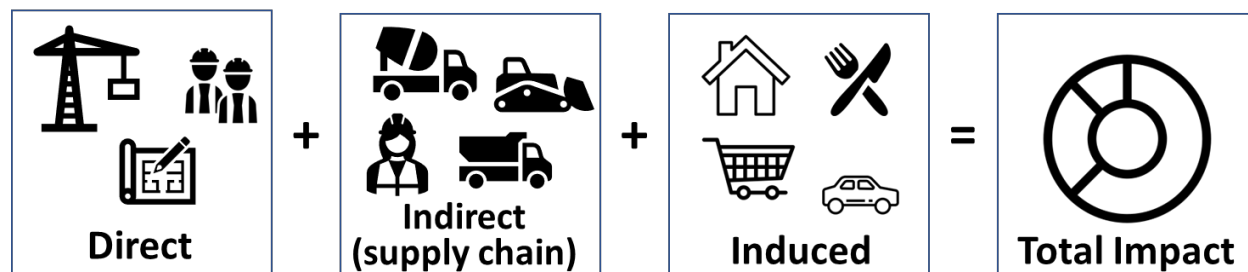 Direct
+
Indirect
(supply chain)
+
Induced
=
Total Impact